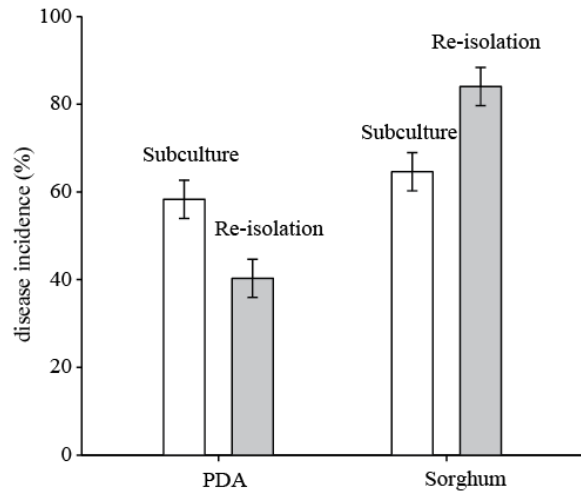 100
80
60
40
20
0
disease incidence (%)
Subculture
Re-isolation
Subculture
Re-isolation
PDA
Sorghum